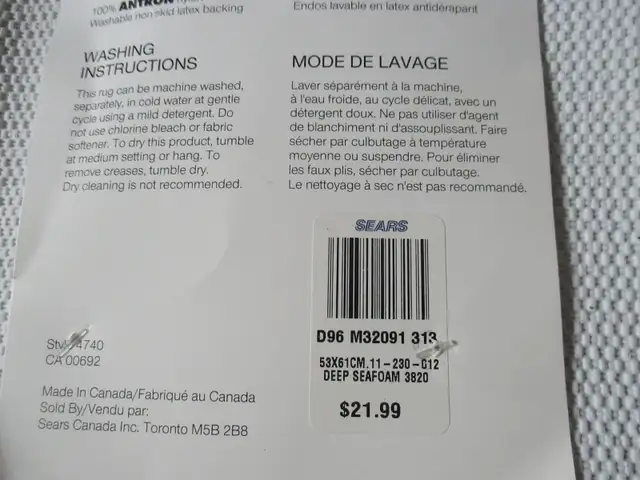 100% ANTRON nylon
Washable non skid latex backing
Endos lavable en latex antidérapant
WASHING
INSTRUCTIONS
This rug can be machine washed,
separately, in cold water at gentle
cycle using a mild detergent. Do
not use chlorine bleach or fabric
softener. To dry this product, tumble
at medium setting or hang. To
remove creases, tumble dry.
Dry cleaning is not recommended.
MODE DE LAVAGE
Laver séparément à la machine,
à l'eau froide, au cycle délicat, avec un
détergent doux. Ne pas utiliser d'agent
de blanchiment ni d'assouplissant. Faire
sécher par culbutage à température
moyenne ou suspendre. Pour éliminer
les faux plis, sécher par culbutage.
Le nettoyage à sec n'est pas recommandé.
SEARS
D96 M32091 313
53X61CM.11-230-012
DEEP SEAFOAM 3820
$21.99
4740
CA 00692
Made In Canada/Fabriqué au Canada
Sold By/Vendu par:
Sears Canada Inc. Toronto M5B 2B8